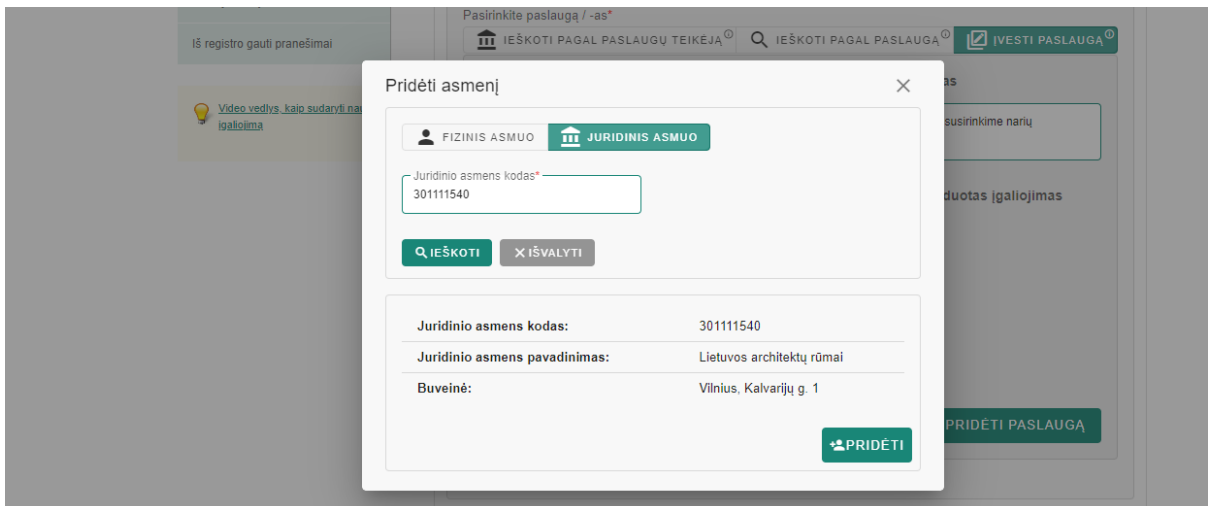 Pasirinkite paslaugą / -as*
Iš registro gauti pranešimai
IEŠKOTI PAGAL PASLAUGŲ TEIKĖJĄ
IEŠKOTI PAGAL PASLAUGĄ
ĮVESTI PASLAUGĄ
Video vedlys, kaip sudaryti
įgaliojimą
as
susirinkime narių
duotas įgaliojimas
PRIDĖTI PASLAUGĄ
Pridėti asmenį
FIZINIS ASMUO
JURIDINIS ASMUO
Juridinio asmens kodas*
301111540
IEŠKOTI
IŠVALYTI
Juridinio asmens kodas: 301111540
Juridinio asmens pavadinimas: Lietuvos architektų rūmai
Buveinė: Vilnius, Kalvarijų g. 1
PRIDĖTI